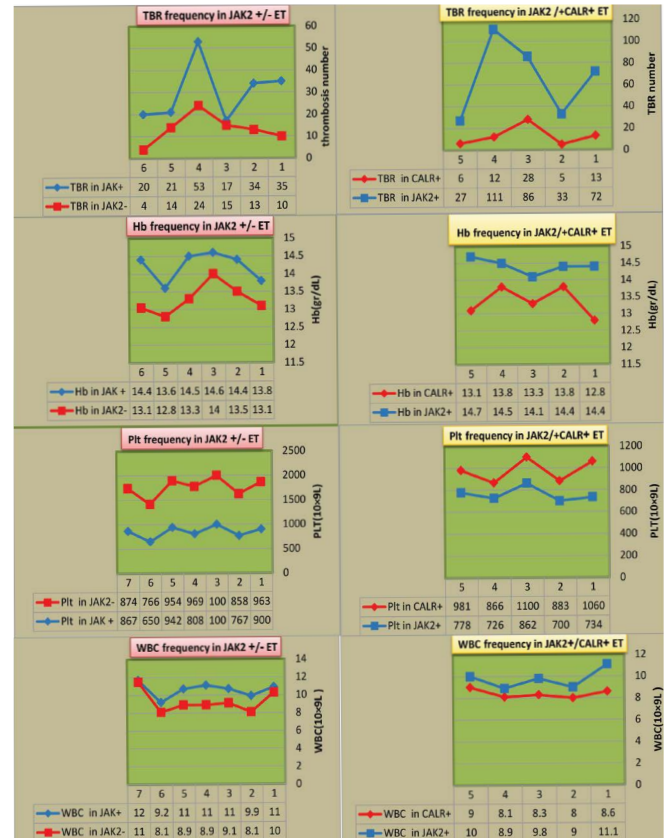 TBR frequency in JAK2 +/- ET
60
50
40
30
20
10
0
thrombosis number
6 5 4 3 2 1
TBR in JAK+ 20 21 53 17 34 35
TBR in JAK2- 4 14 24 15 13 10
TBR frequency in JAK2 /+CALR+ ET
120
100
80
60
40
20
0
TBR number
5 4 3 2 1
TBR in CALR+ 6 12 28 5 13
TBR in JAK2+ 27 111 86 33 72
Hb frequency in JAK2 +/- ET
15
14.5
14
13.5
13
12.5
12
11.5
Hb(gr/dL)
6 5 4 3 2 1
Hb in JAK + 14.4 13.6 14.5 14.6 14.4 13.8
Hb in JAK2- 13.1 12.8 13.3 14 13.5 13.1
Hb frequency in JAK2/+CALR+ ET
15
14.5
14
13.5
13
12.5
12
11.5
Hb(gr/dL)
5 4 3 2 1
Hb in CALR+ 13.1 13.8 13.3 13.8 12.8
Hb in JAK2+ 14.7 14.5 14.1 14.4 14.4
Plt frequency in JAK2 +/- ET
2500
2000
1500
1000
500
0
PLT(10×9L)
7 6 5 4 3 2 1
Plt in JAK2- 874 766 954 969 100 858 963
Plt in JAK + 867 650 942 808 100 767 900
Plt frequency in JAK2/+CALR+ ET
1200
1000
800
600
400
200
0
PLT(10×9L)
5 4 3 2 1
Plt in CALR+ 981 866 1100 883 1060
Plt in JAK2+ 778 726 862 700 734
WBC frequency in JAK2 +/- ET
14
12
10
8
6
4
2
0
WBC(10×9L )
7 6 5 4 3 2 1
WBC in JAK+ 12 9.2 11 11 11 9.9 11
WBC in JAK2- 11 8.1 8.9 8.9 9.1 8.1 10
WBC frequency in JAK2+/CALR+ ET
12
10
8
6
4
2
0
WBC(10×9L)
5 4 3 2 1
WBC in CALR+ 9 8.1 8.3 8 8.6
WBC in JAK2+ 10 8.9 9.8 9 11.1